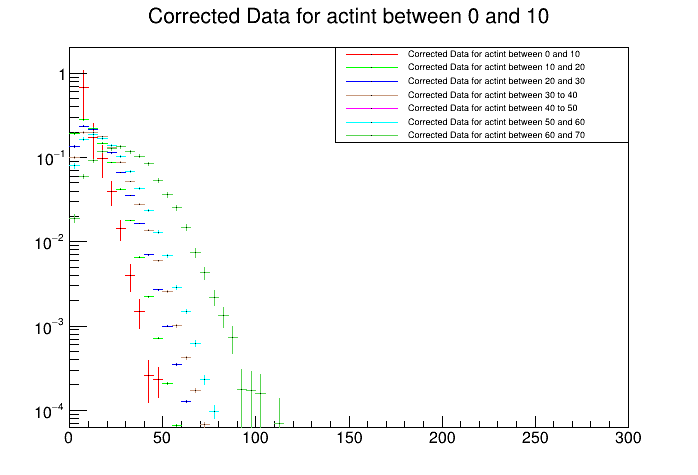 Corrected Data for actint between 0 and 10
Corrected Data for actint between 0 and 10
Corrected Data for actint between 10 and 20
Corrected Data for actint between 20 and 30
Corrected Data for actint between 30 to 40
Corrected Data for actint between 40 to 50
Corrected Data for actint between 50 and 60
Corrected Data for actint between 60 and 70
1
10⁻¹
10⁻²
10⁻³
10⁻⁴
0 50 100 150 200 250 300